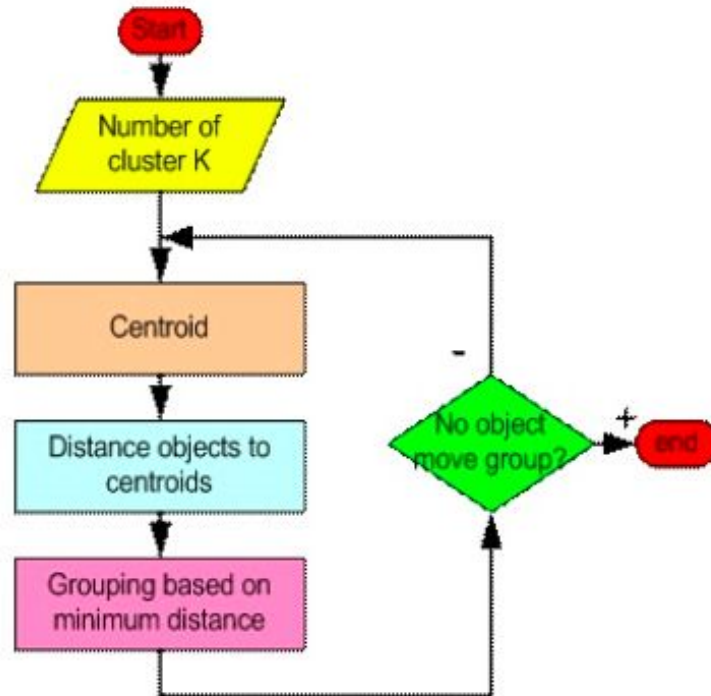 Start
Number of
cluster K
Centroid
Distance objects to
centroids
Grouping based on
minimum distance
-
No object
move group?
+
end